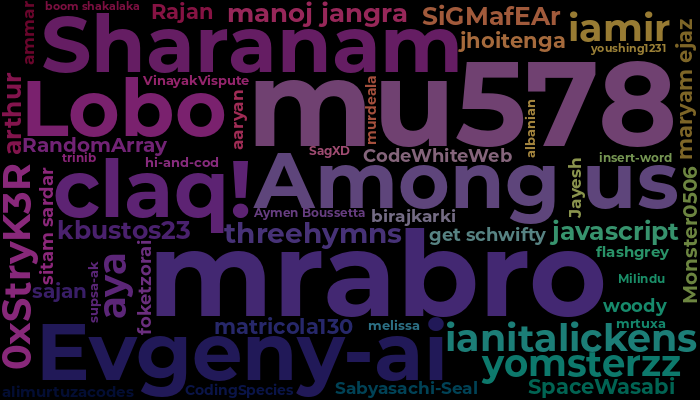 boom shakalaka
Rajan
manoj jangra
SiGMafEAr
iamir
ammar
Sharanam
jhoitenga
youshing1231
maryam ejaz
arthur
Lobo
VinayakVispute
aaryan
mu578
murdeala
albanian
RandomArray
trinib
hi-and-cod
SagXD
CodeWhiteWeb
insert-word
0xStryK3R
sitam sardar
claq!
Among us
Jayesh
Monster0506
Aymen Boussetta
birajkarki
kbustos23
threehymns
get schwifty
javascript
flashgrey
supsa-ak
aya
foketzorai
mrabro
Milindu
sajan
woody
matricola130
melissa
mrtuxa
Evgeny-ai
ianitalickens
yomsterzz
alimurtuzacodes
CodingSpecies
Sabyasachi-Seal
SpaceWasabi